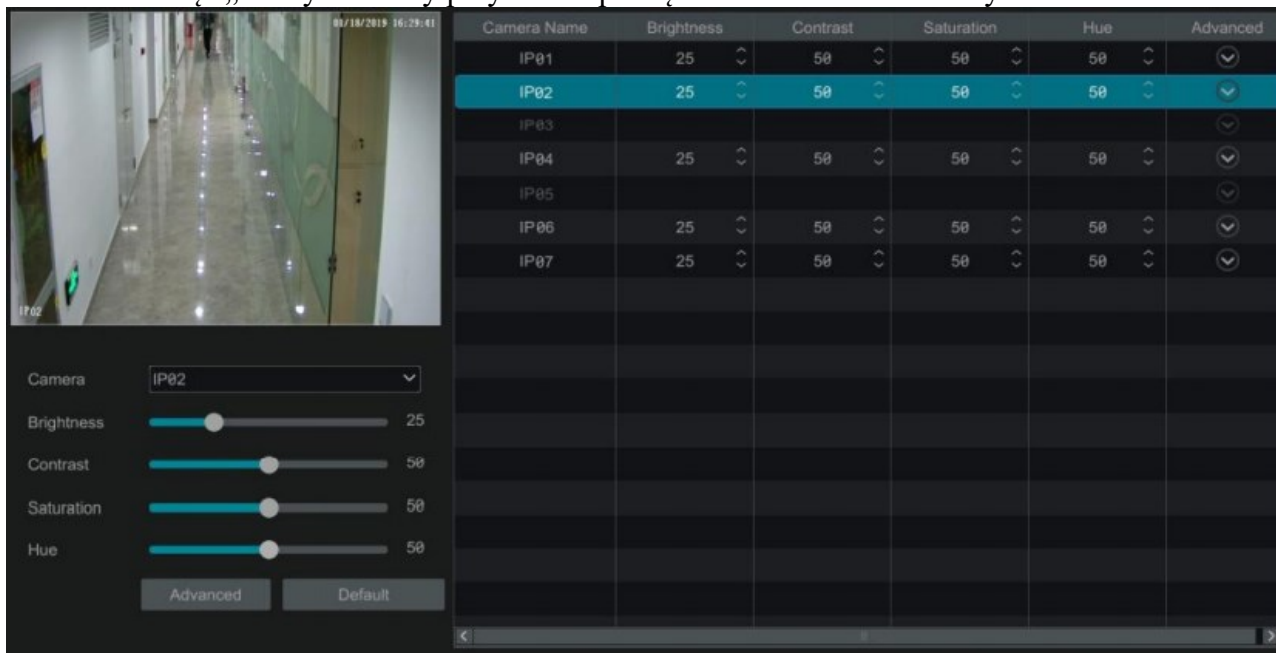 01/18/2019 16:29:41
IP02
Camera IP02
Brightness 25
Contrast 50
Saturation 50
Hue 50
Advanced Default
Camera Name Brightness Contrast Saturation Hue Advanced
IP01 25 50 50 50
IP02 25 50 50 50
IP03
IP04 25 50 50 50
IP05
IP06 25 50 50 50
IP07 25 50 50 50